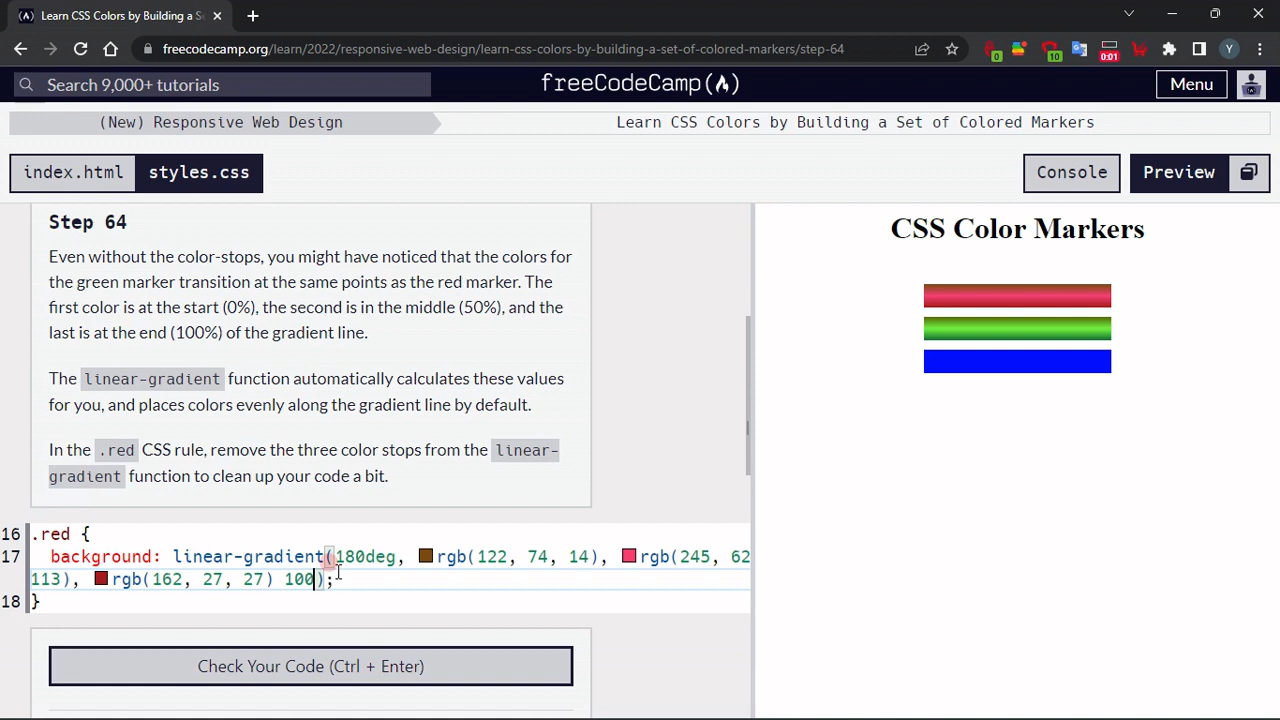 Learn CSS Colors by Building a S
freecodecamp.org/learn/2022/responsive-web-design/learn-css-colors-by-building-a-set-of-colored-markers/step-64
0
10
0:01
Y
Search 9,000+ tutorials
freeCodeCamp(🔥)
Menu
(New) Responsive Web Design
Learn CSS Colors by Building a Set of Colored Markers
index.html
styles.css
Console
Preview
Step 64
Even without the color-stops, you might have noticed that the colors for
the green marker transition at the same points as the red marker. The
first color is at the start (0%), the second is in the middle (50%), and the
last is at the end (100%) of the gradient line.
The linear-gradient function automatically calculates these values
for you, and places colors evenly along the gradient line by default.
In the .red CSS rule, remove the three color stops from the linear-
gradient function to clean up your code a bit.
16 .red {
17 background: linear-gradient(180deg, rgb(122, 74, 14), rgb(245, 62
113), rgb(162, 27, 27) 100);
18 }
Check Your Code (Ctrl + Enter)
CSS Color Markers